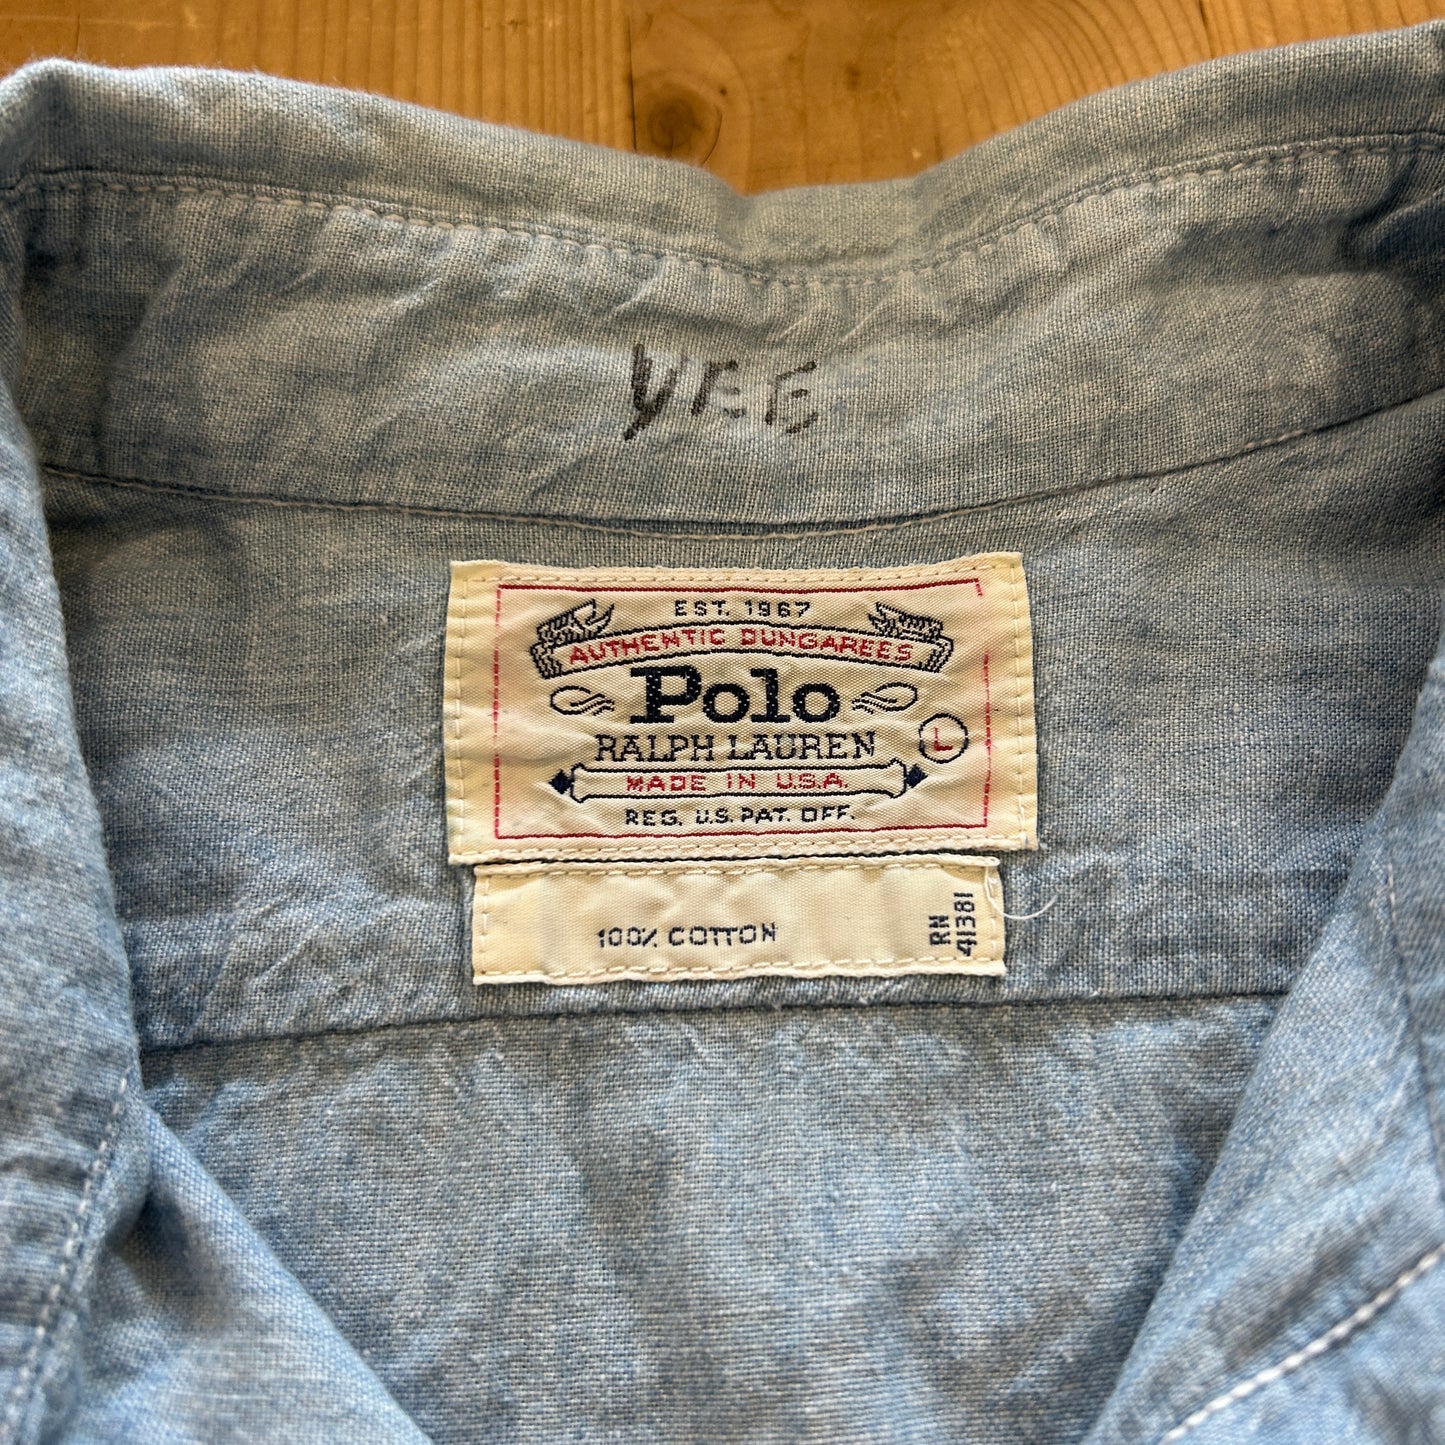 YEE
EST. 1967
AUTHENTIC DUNGAREES
Polo
RALPH LAUREN
L
MADE IN U.S.A.
REG. U.S. PAT. OFF.
100% COTTON
RN
41381